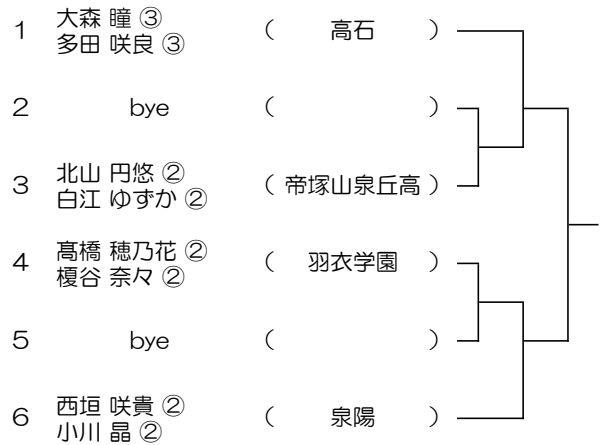 1 大森 瞳 ③
多田 咲良 ③ ( 高石 )
2 bye ( )
3 北山 円悠 ②
白江 ゆずか ② ( 帝塚山泉丘高 )
4 髙橋 穂乃花 ②
榎谷 奈々 ② ( 羽衣学園 )
5 bye ( )
6 西垣 咲貴 ②
小川 晶 ② ( 泉陽 )